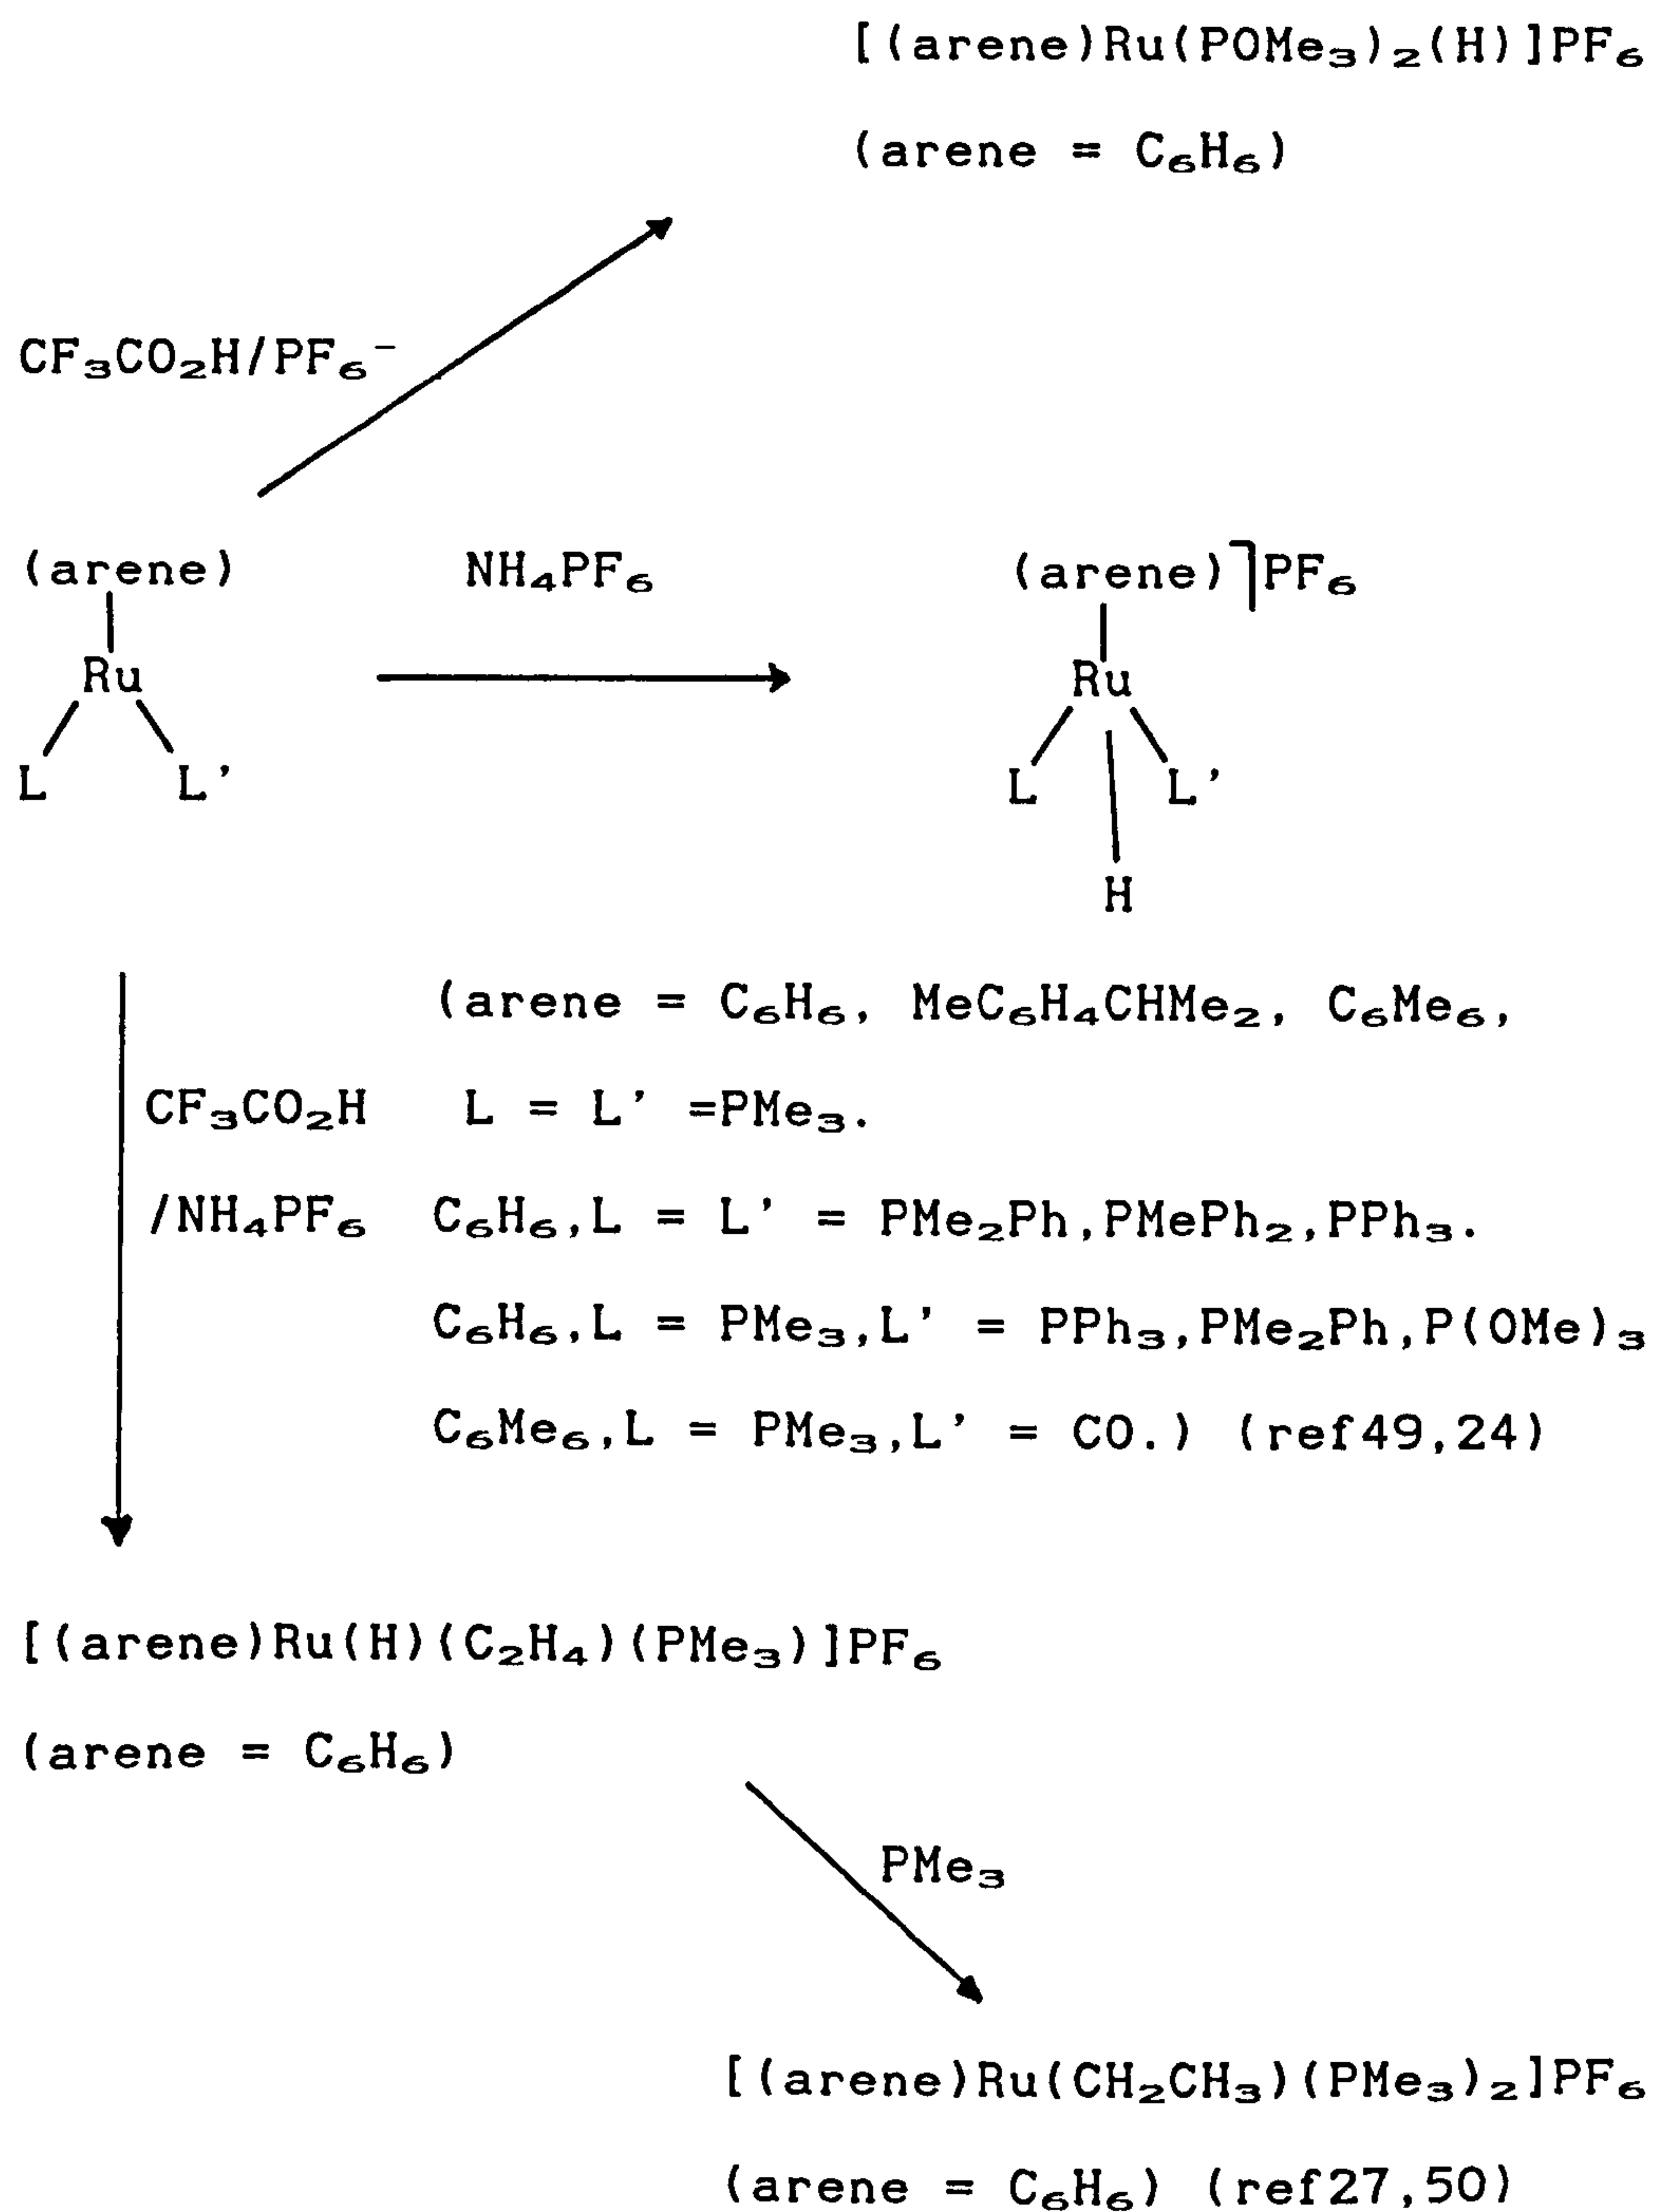 [(arene)Ru(POMe₃)₂(H)]PF₆
(arene = C₆H₆)
CF₃CO₂H/PF₆⁻
(arene)
NH₄PF₆
(arene)]PF₆
Ru
Ru
L L'
L L'
H
(arene = C₆H₆, MeC₆H₄CHMe₂, C₆Me₆,
CF₃CO₂H L = L' =PMe₃.
/NH₄PF₆ C₆H₆,L = L' = PMe₂Ph,PMePh₂,PPh₃.
C₆H₆,L = PMe₃,L' = PPh₃,PMe₂Ph,P(OMe)₃
C₆Me₆,L = PMe₃,L' = CO.) (ref49,24)
[(arene)Ru(H)(C₂H₄)(PMe₃)]PF₆
(arene = C₆H₆)
PMe₃
[(arene)Ru(CH₂CH₃)(PMe₃)₂]PF₆
(arene = C₆H₆) (ref27,50)